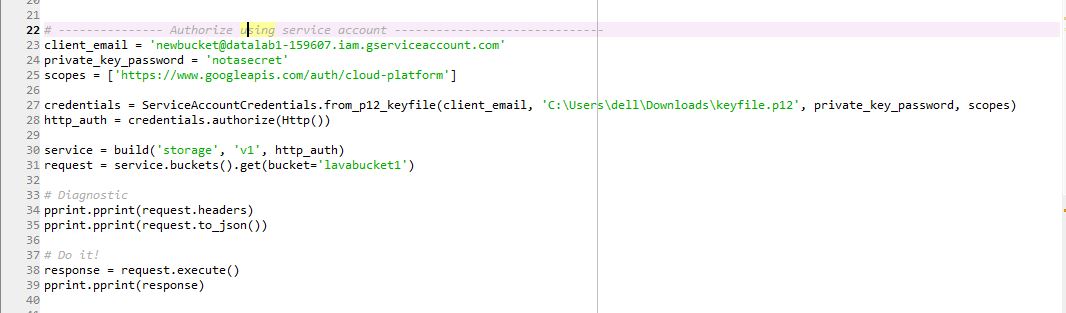 20
21
22 # --------------- Authorize using service account ------------------------------
23 client_email = 'newbucket@datalab1-159607.iam.gserviceaccount.com'
24 private_key_password = 'notasecret'
25 scopes = ['https://www.googleapis.com/auth/cloud-platform']
26
27 credentials = ServiceAccountCredentials.from_p12_keyfile(client_email, 'C:\Users\dell\Downloads\keyfile.p12', private_key_password, scopes)
28 http_auth = credentials.authorize(Http())
29
30 service = build('storage', 'v1', http_auth)
31 request = service.buckets().get(bucket='lavabucket1')
32
33 # Diagnostic
34 pprint.pprint(request.headers)
35 pprint.pprint(request.to_json())
36
37 # Do it!
38 response = request.execute()
39 pprint.pprint(response)
40